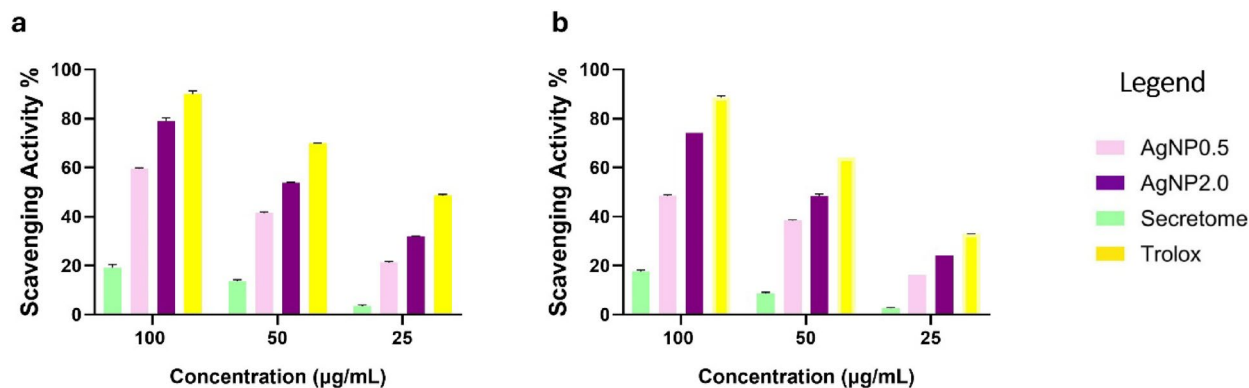 a
Scavenging Activity %
100
80
60
40
20
0
100 50 25
Concentration (µg/mL)
b
Scavenging Activity %
100
80
60
40
20
0
100 50 25
Concentration (µg/mL)
Legend
AgNP0.5
AgNP2.0
Secretome
Trolox